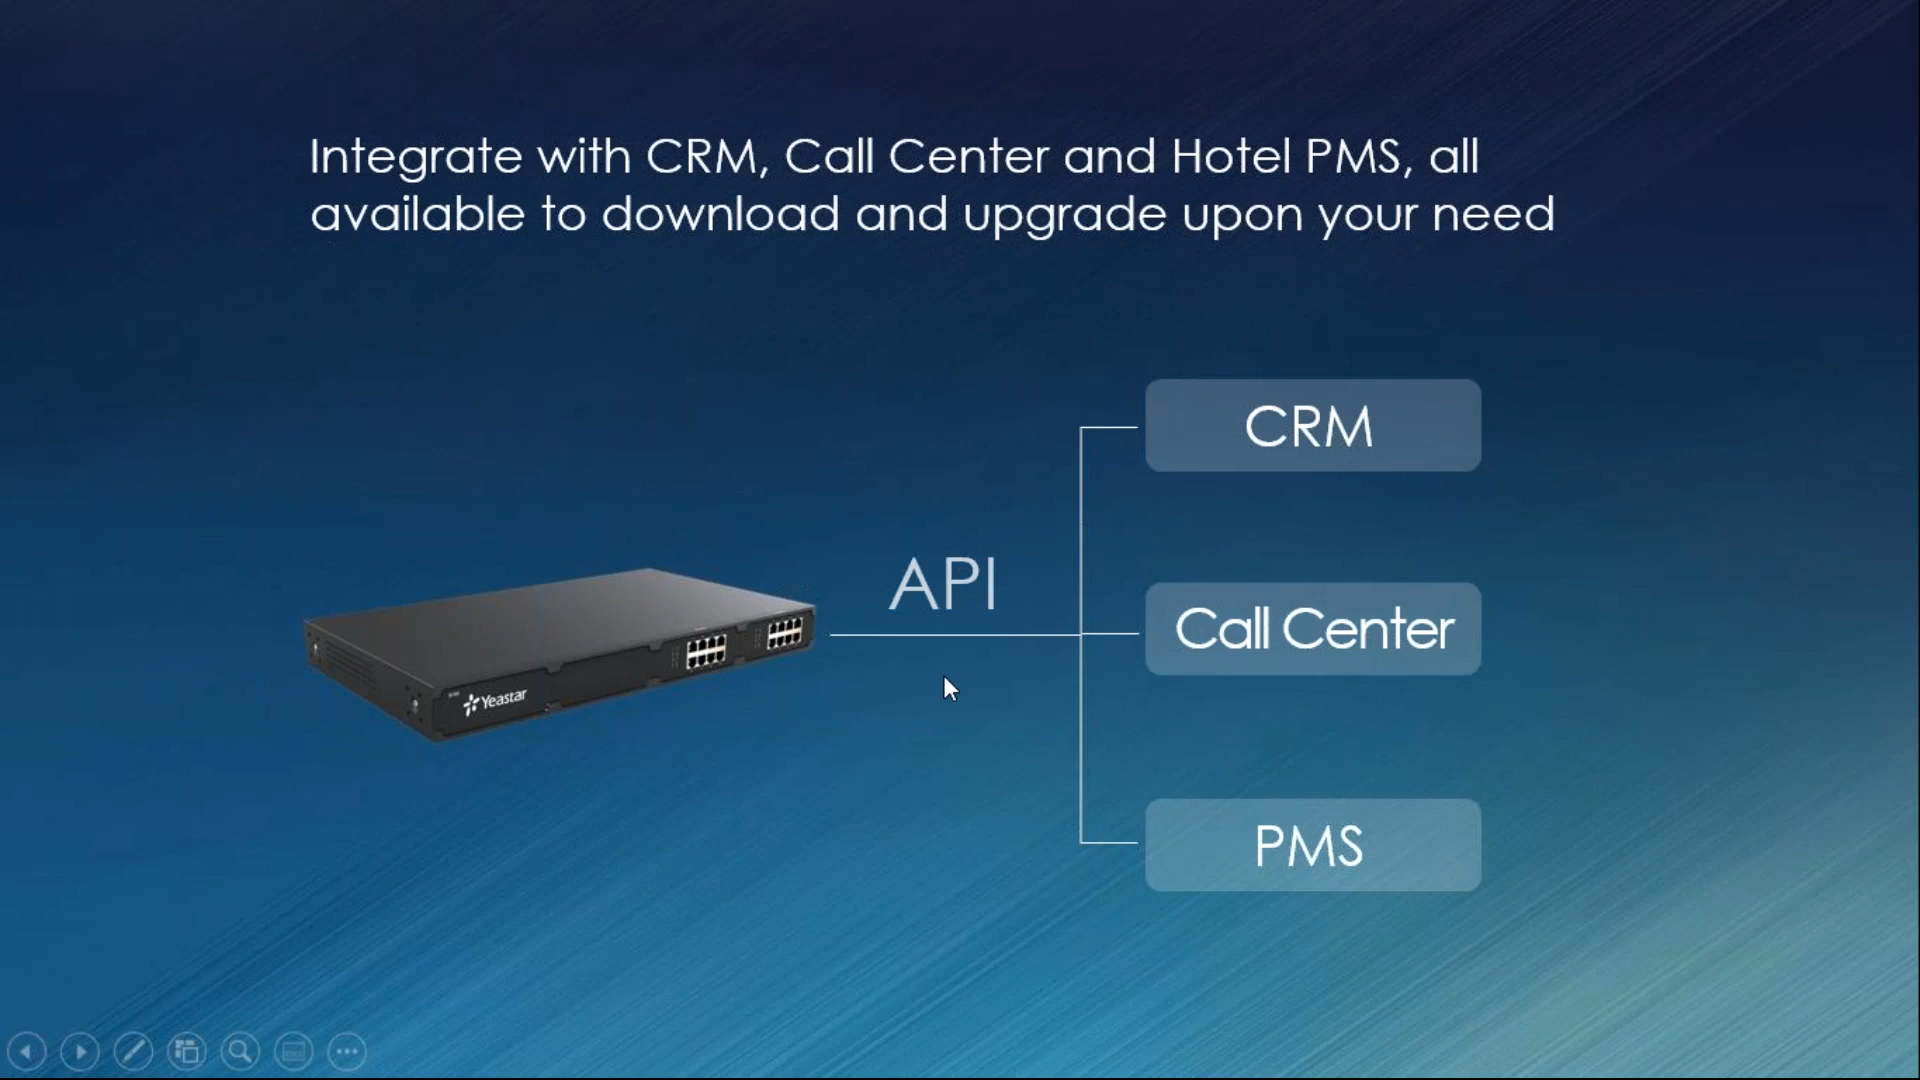 Integrate with CRM, Call Center and Hotel PMS, all
available to download and upgrade upon your need
CRM
API
Call Center
Yeastar
PMS